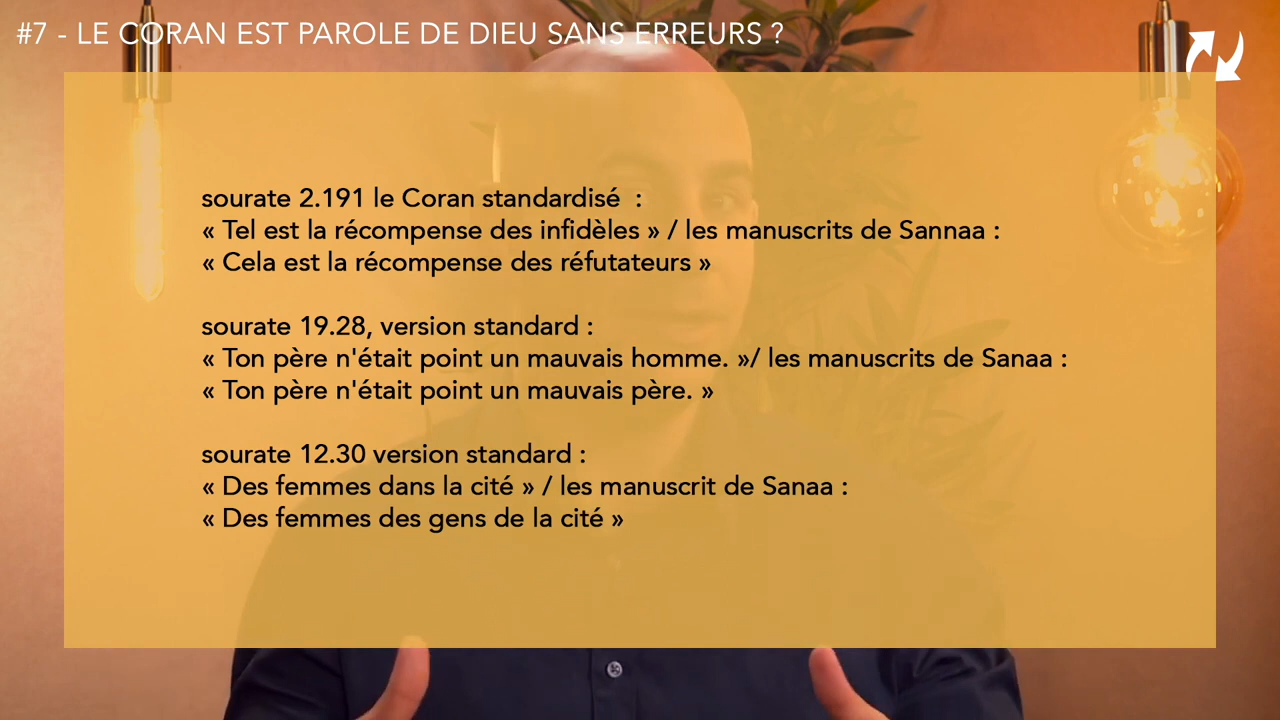 #7 - LE CORAN EST PAROLE DE DIEU SANS ERREURS ?
sourate 2.191 le Coran standardisé :
« Tel est la récompense des infidèles » / les manuscrits de Sannaa :
« Cela est la récompense des réfutateurs »
sourate 19.28, version standard :
« Ton père n'était point un mauvais homme. »/ les manuscrits de Sanaa :
« Ton père n'était point un mauvais père. »
sourate 12.30 version standard :
« Des femmes dans la cité » / les manuscrit de Sanaa :
« Des femmes des gens de la cité »